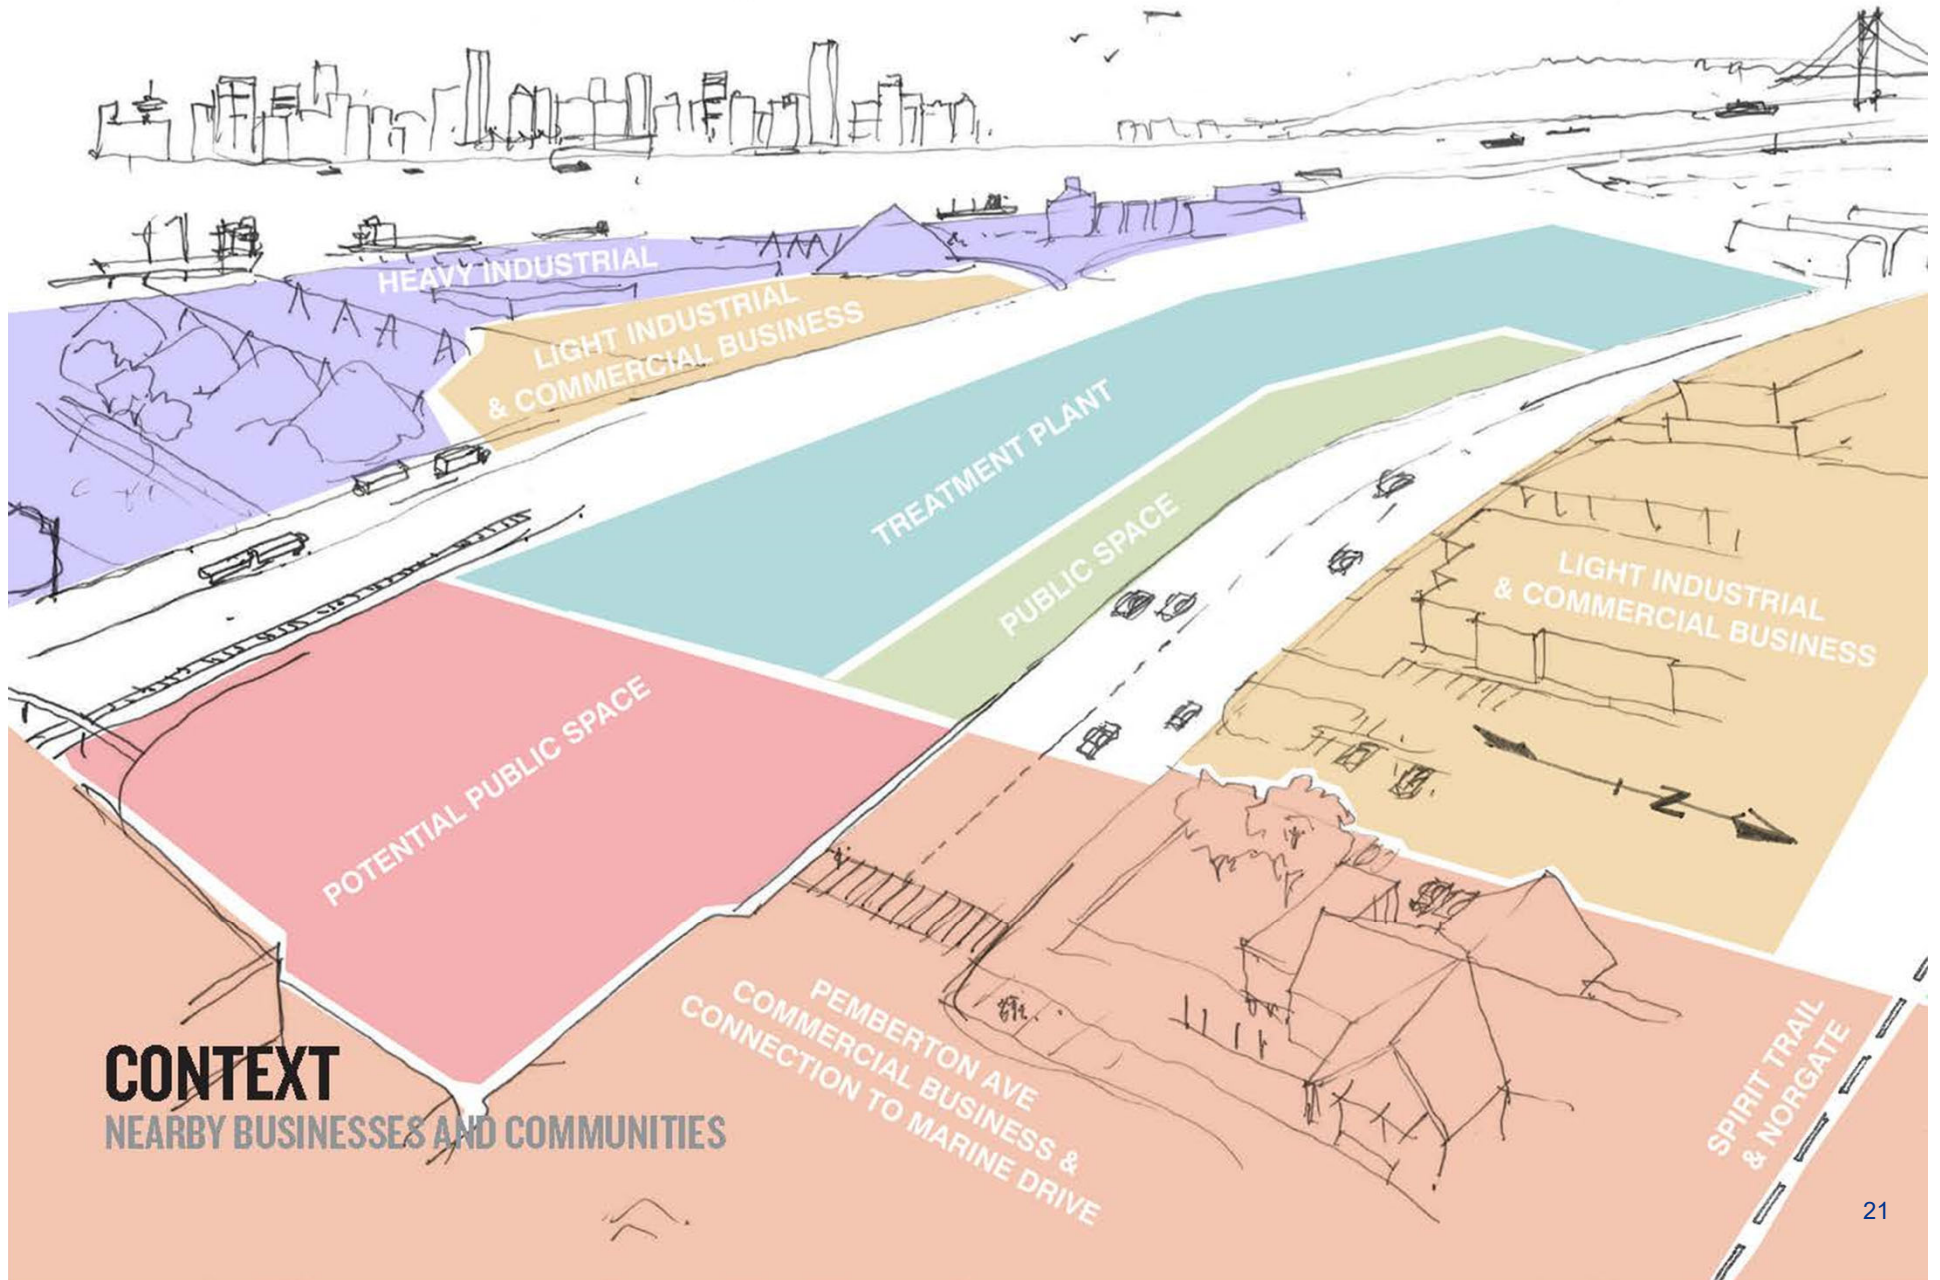 HEAVY INDUSTRIAL
LIGHT INDUSTRIAL
& COMMERCIAL BUSINESS
TREATMENT PLANT
PUBLIC SPACE
LIGHT INDUSTRIAL
& COMMERCIAL BUSINESS
POTENTIAL PUBLIC SPACE
N
PEMBERTON AVE
COMMERCIAL BUSINESS &
CONNECTION TO MARINE DRIVE
SPIRIT TRAIL
& NORGATE
CONTEXT
NEARBY BUSINESSES AND COMMUNITIES
21